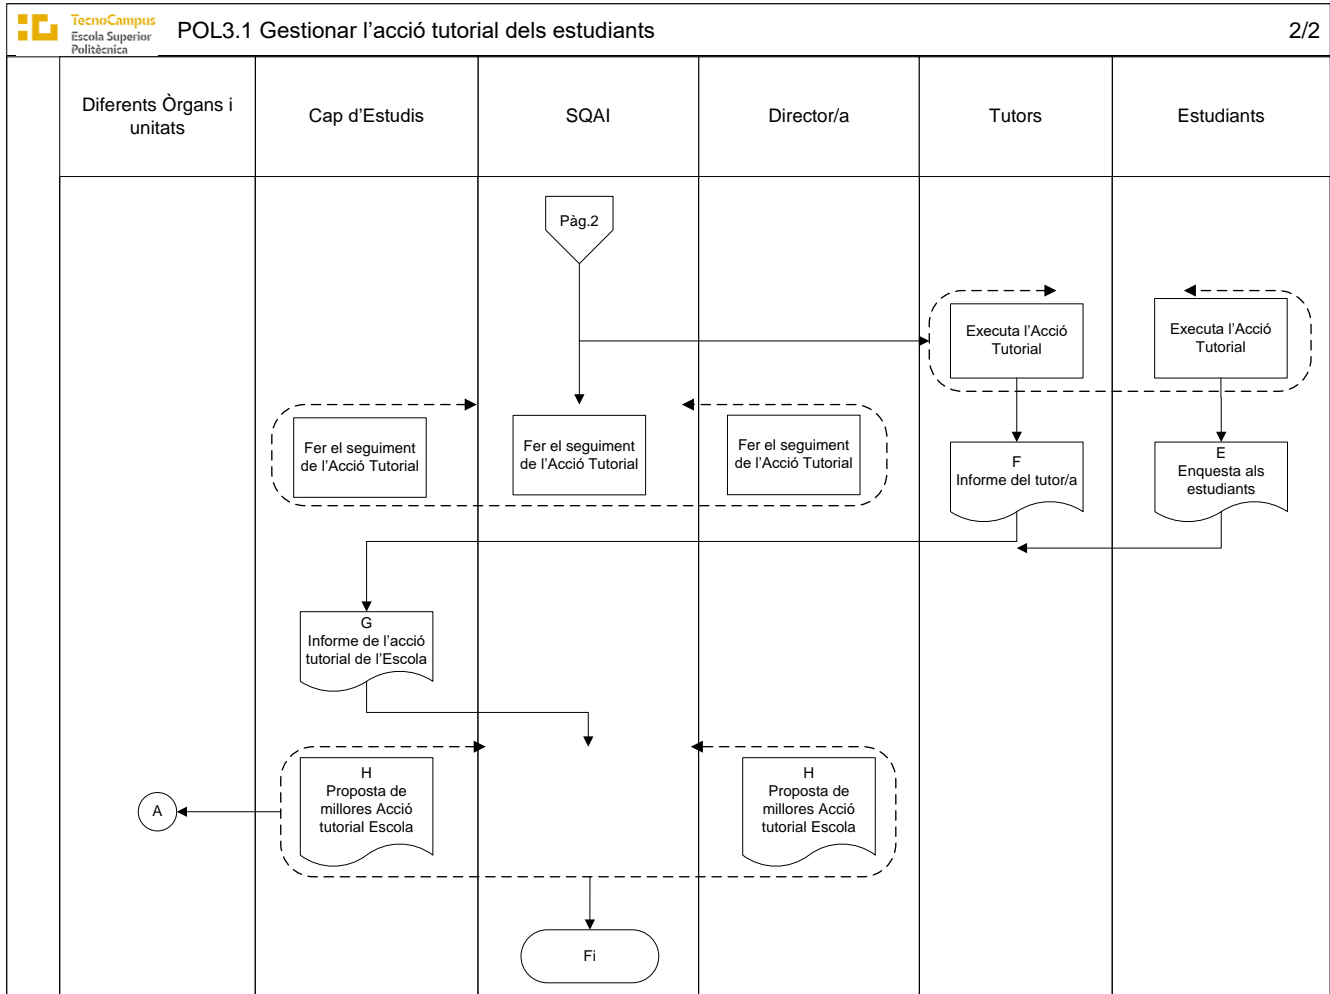 TecnoCampus
Escola Superior
Politècnica
POL3.1 Gestionar l’acció tutorial dels estudiants
2/2
Diferents Òrgans i
unitats
Cap d’Estudis
SQAI
Director/a
Tutors
Estudiants
Pàg.2
Executa l’Acció
Tutorial
Executa l’Acció
Tutorial
Fer el seguiment
de l’Acció Tutorial
Fer el seguiment
de l’Acció Tutorial
Fer el seguiment
de l’Acció Tutorial
F
Informe del tutor/a
E
Enquesta als
estudiants
G
Informe de l’acció
tutorial de l’Escola
H
Proposta de
millores Acció
tutorial Escola
H
Proposta de
millores Acció
tutorial Escola
A
Fi